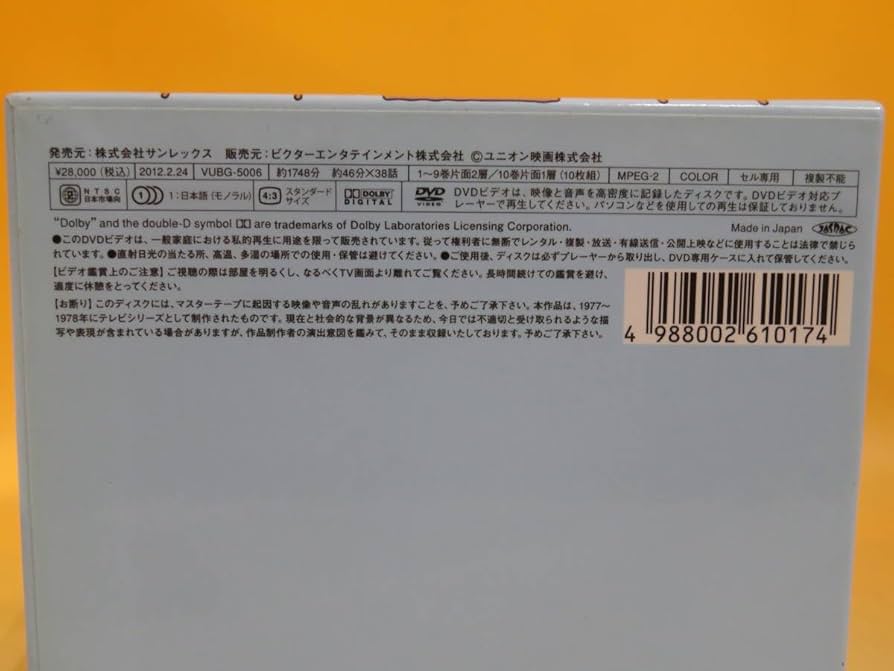 発売元：株式会社サンレックス　販売元：ビクターエンタテインメント株式会社　©ユニオン映画株式会社
¥28,000（税込） 2012.2.24 VUBG-5006 約1748分　約46分×38話 1〜9巻片面2層／10巻片面1層（10枚組） MPEG-2 COLOR セル専用 複製不能
2 NTSC 日本市場向 1：日本語（モノラル） 4:3 スタンダードサイズ DOLBY DIGITAL DVD VIDEO DVDビデオは、映像と音声を高密度に記録したディスクです。DVDビデオ対応プ
レーヤーで再生してください。パソコンなどを使用しての再生は保証しておりません。
"Dolby" and the double-D symbol are trademarks of Dolby Laboratories Licensing Corporation. Made in Japan JASRAC
●このDVDビデオは、一般家庭における私的再生に用途を限って販売されています。従って権利者に無断でレンタル・複製・放送・有線送信・公開上映などに使用することは法律で禁じら
れています。●直射日光の当たる所、高温、多湿の場所での使用・保管は避けてください。●ご使用後、ディスクは必ずプレーヤーから取り出し、DVD専用ケースに入れて保管してください。
【ビデオ鑑賞上のご注意】ご視聴の際は部屋を明るくし、なるべくTV画面より離れてご覧ください。長時間続けての鑑賞を避け、
適度に休憩をとってください。
【お断り】このディスクには、マスターテープに起因する映像や音声の乱れがありますことを、予めご了承下さい。本作品は、1977〜
1978年にテレビシリーズとして制作されたものです。現在と社会的な背景が異なるため、今日では不適切と受け取られるような描
写や表現が含まれている場合がありますが、作品制作者の演出意図を鑑みて、そのまま収録いたしております。予めご了承下さい。
4 988002 610174